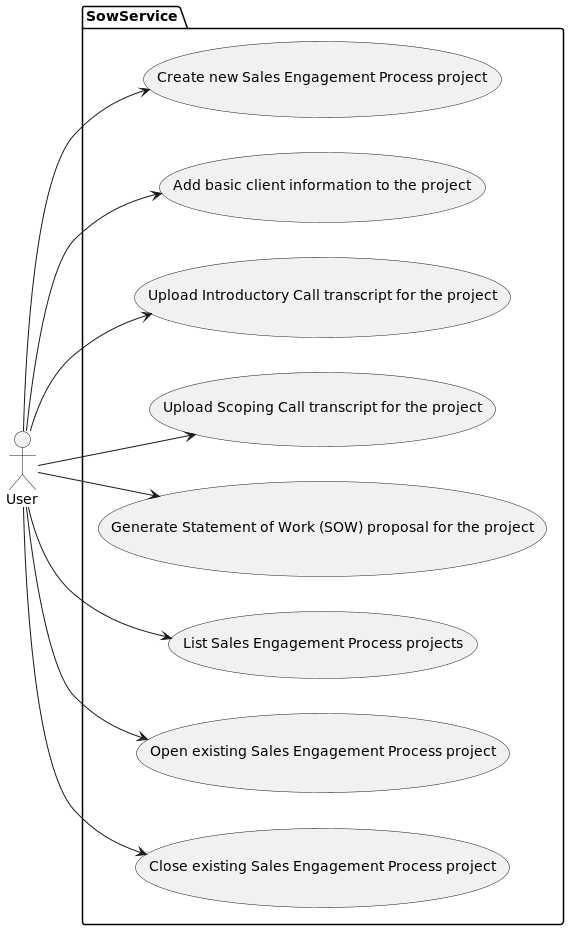 SowService
Create new Sales Engagement Process project
Add basic client information to the project
Upload Introductory Call transcript for the project
Upload Scoping Call transcript for the project
User
Generate Statement of Work (SOW) proposal for the project
List Sales Engagement Process projects
Open existing Sales Engagement Process project
Close existing Sales Engagement Process project